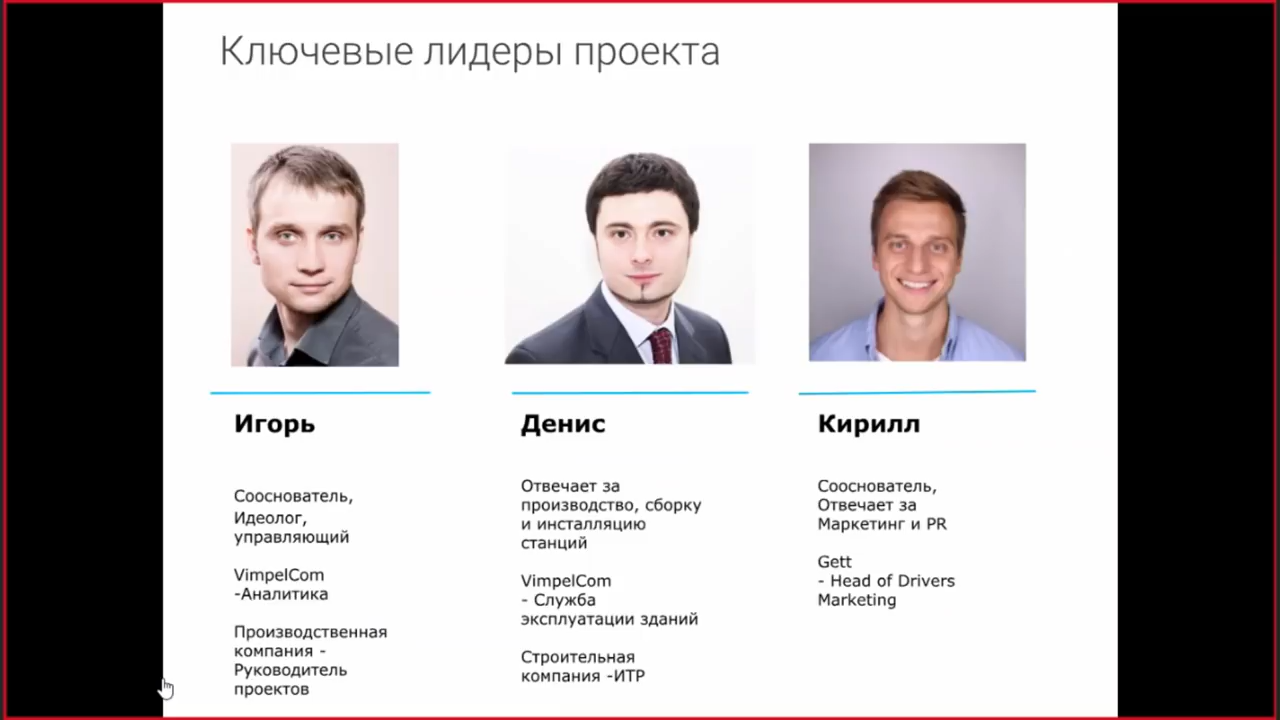 Ключевые лидеры проекта
Игорь
Сооснователь,
Идеолог,
управляющий
VimpelCom
-Аналитика
Производственная
компания -
Руководитель
проектов
Денис
Отвечает за
производство, сборку
и инсталляцию
станций
VimpelCom
- Служба
эксплуатации зданий
Строительная
компания -ИТР
Кирилл
Сооснователь,
Отвечает за
Маркетинг и PR
Gett
- Head of Drivers
Marketing